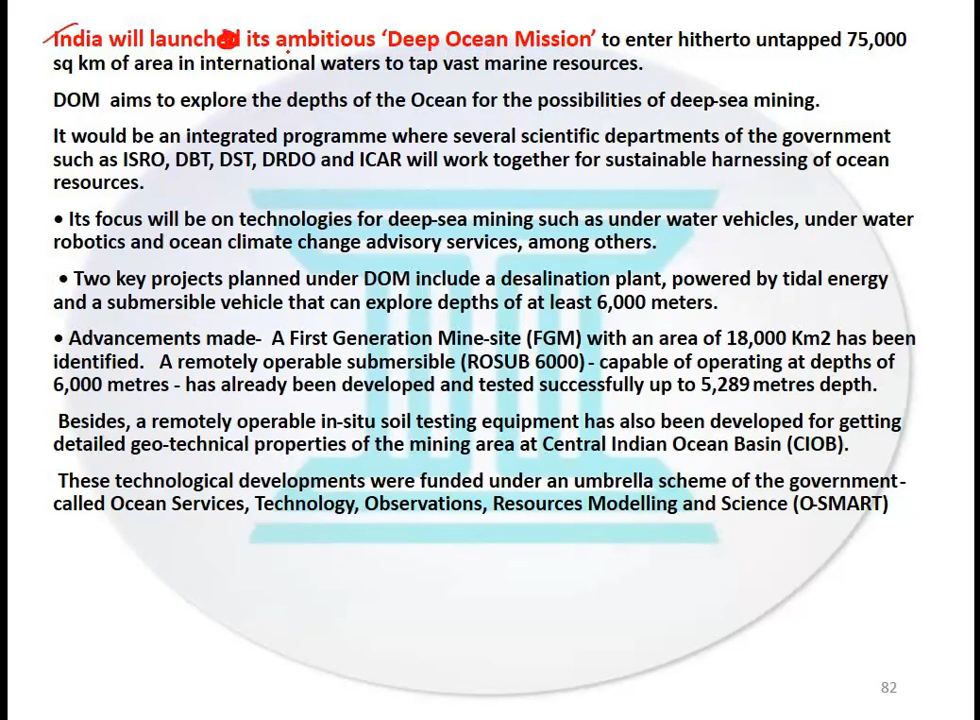 India will launched its ambitious ‘Deep Ocean Mission’ to enter hitherto untapped 75,000
sq km of area in international waters to tap vast marine resources.
DOM aims to explore the depths of the Ocean for the possibilities of deep-sea mining.
It would be an integrated programme where several scientific departments of the government
such as ISRO, DBT, DST, DRDO and ICAR will work together for sustainable harnessing of ocean
resources.
• Its focus will be on technologies for deep-sea mining such as under water vehicles, under water
robotics and ocean climate change advisory services, among others.
• Two key projects planned under DOM include a desalination plant, powered by tidal energy
and a submersible vehicle that can explore depths of at least 6,000 meters.
• Advancements made- A First Generation Mine-site (FGM) with an area of 18,000 Km2 has been
identified. A remotely operable submersible (ROSUB 6000) - capable of operating at depths of
6,000 metres - has already been developed and tested successfully up to 5,289 metres depth.
Besides, a remotely operable in-situ soil testing equipment has also been developed for getting
detailed geo-technical properties of the mining area at Central Indian Ocean Basin (CIOB).
These technological developments were funded under an umbrella scheme of the government-
called Ocean Services, Technology, Observations, Resources Modelling and Science (O-SMART)
82